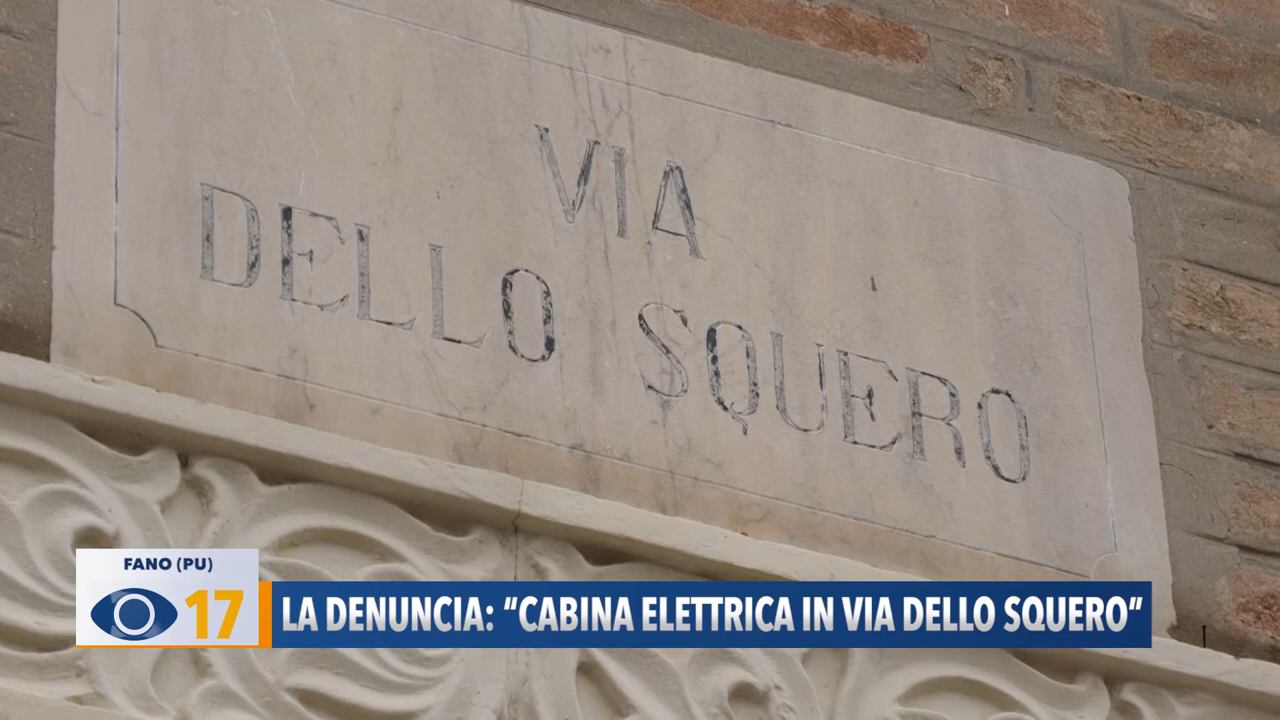 VIA
DELLO SQUERO
FANO (PU)
17
LA DENUNCIA: “CABINA ELETTRICA IN VIA DELLO SQUERO“